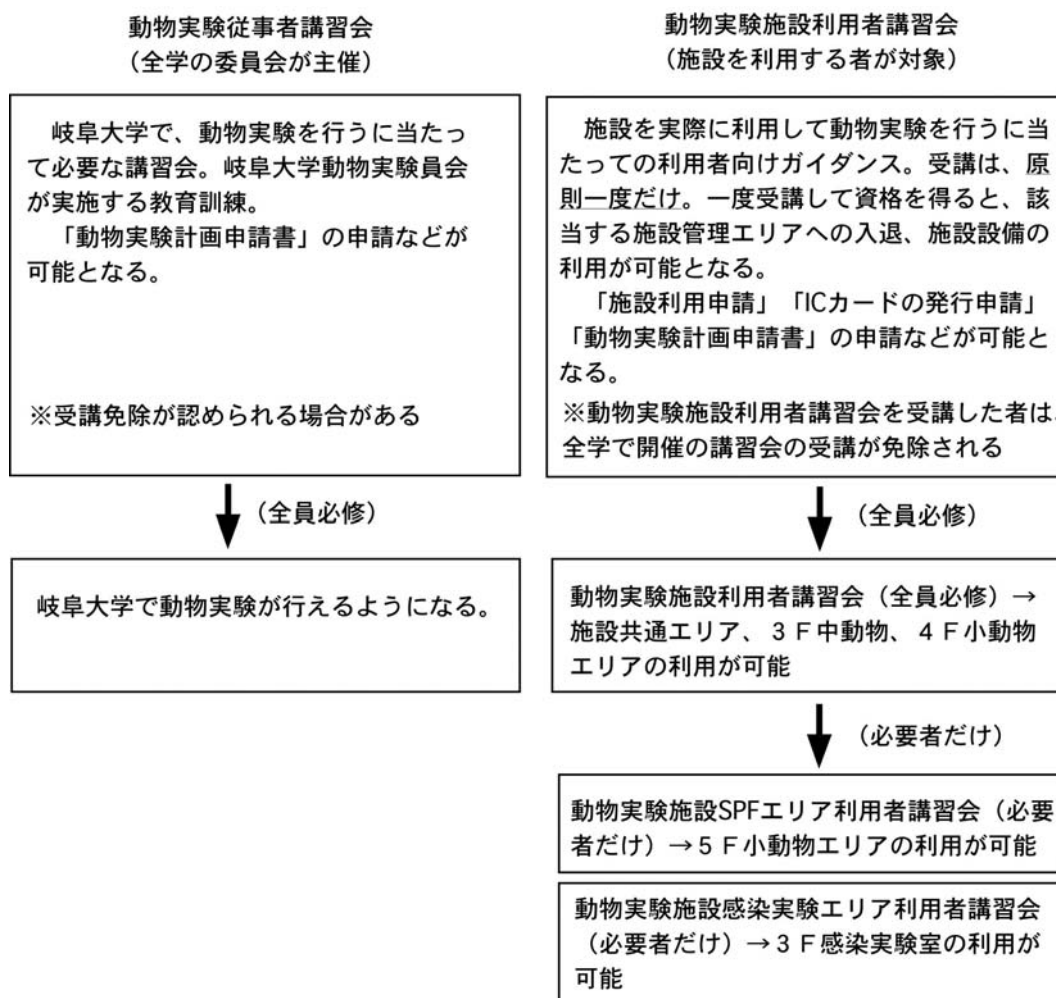 動物実験従事者講習会
（全学の委員会が主催）
岐阜大学で、動物実験を行うに当たっ
て必要な講習会。岐阜大学動物実験員会
が実施する教育訓練。
「動物実験計画申請書」の申請などが
可能となる。
※受講免除が認められる場合がある
（全員必修）
岐阜大学で動物実験が行えるようになる。
動物実験施設利用者講習会
（施設を利用する者が対象）
施設を実際に利用して動物実験を行うに当
たっての利用者向けガイダンス。受講は、原
則一度だけ。一度受講して資格を得ると、該
当する施設管理エリアへの入退、施設設備の
利用が可能となる。
「施設利用申請」「ICカードの発行申請」
「動物実験計画申請書」の申請などが可能と
なる。
※動物実験施設利用者講習会を受講した者は、
全学で開催の講習会の受講が免除される
（全員必修）
動物実験施設利用者講習会（全員必修）→
施設共通エリア、３Ｆ中動物、４Ｆ小動物
エリアの利用が可能
（必要者だけ）
動物実験施設SPFエリア利用者講習会（必要
者だけ）→５Ｆ小動物エリアの利用が可能
動物実験施設感染実験エリア利用者講習会
（必要者だけ）→３Ｆ感染実験室の利用が
可能